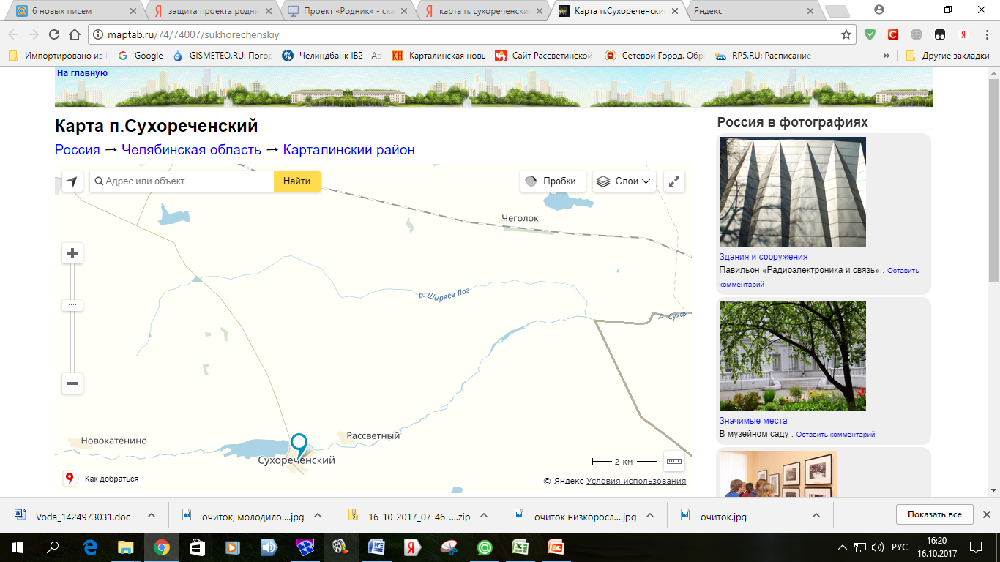 6 новых писем
защита проекта родни
Проект «Родник» - ска
карта п. сухореченски
Карта п.Сухореченски
Яндекс
maptab.ru/74/74007/sukhorechenskiy
Импортировано из
Google
GISMETEO.RU: Погод
Челиндбанк IB2 - Ав
КН Карталинская новь
Сайт Рассветинской
Сетевой Город. Обр
RP5.RU: Расписание
»
Другие закладки
На главную
Карта п.Сухореченский
Россия → Челябинская область → Карталинский район
Адрес или объект
Найти
Пробки
Слои
Чеголок
р. Ширяев Лог
р. Сухая
Новокатенино
Рассветный
Сухореченский
2 км
Как добраться
© Яндекс Условия использования
Россия в фотографиях
Здания и сооружения
Павильон «Радиоэлектроника и связь» . Оставить
комментарий
Значимые места
В музейном саду . Оставить комментарий
Voda_1424973031.doc
очиток, молодило....jpg
16-10-2017_07-46-....zip
очиток низкоросл....jpg
очиток.jpg
Показать все
РУС
16:20
16.10.2017